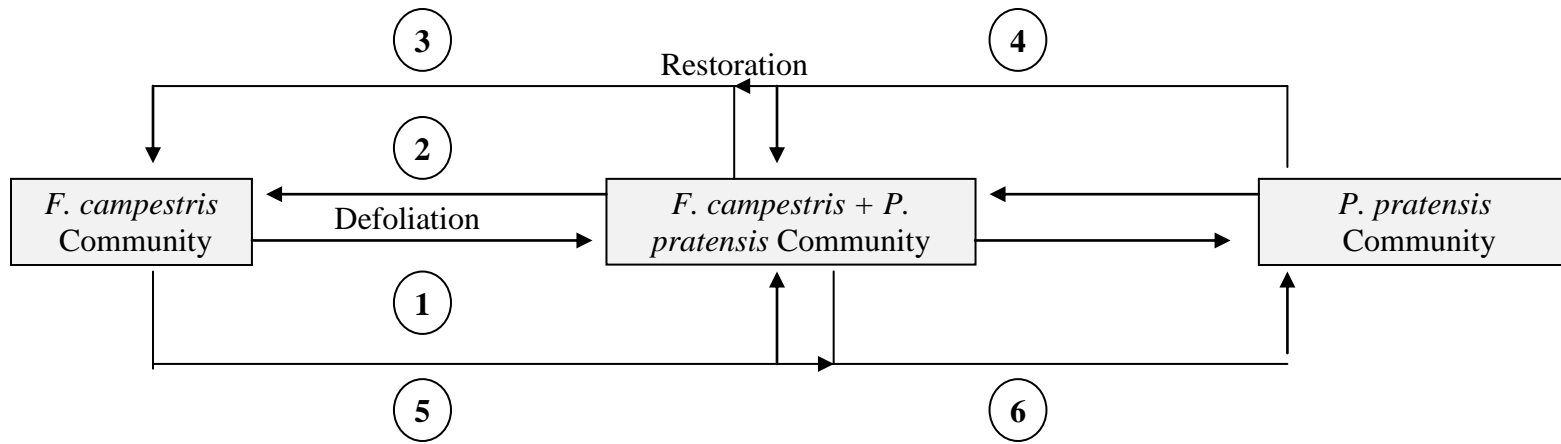 3
4
Restoration
2
F. campestris
Community
Defoliation
F. campestris + P.
pratensis Community
P. pratensis
Community
1
5
6